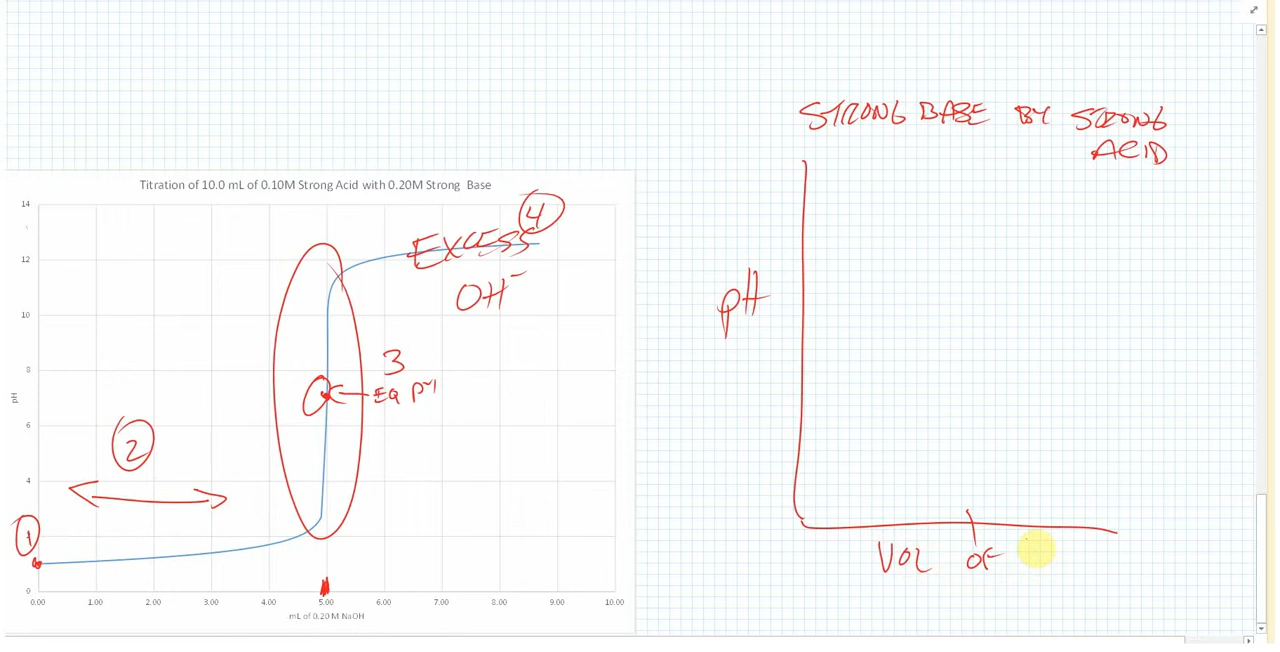 STRONG BASE BY STRONG
ACID
Titration of 10.0 mL of 0.10M Strong Acid with 0.20M Strong Base
14
12
10
8
6
4
0
pH
0.00 1.00 2.00 3.00 4.00 5.00 6.00 7.00 8.00 9.00 10.00
mL of 0.20 M NaOH
4
EXCESS
OH⁻
3
EQ PT
2
1
pH
VOL OF